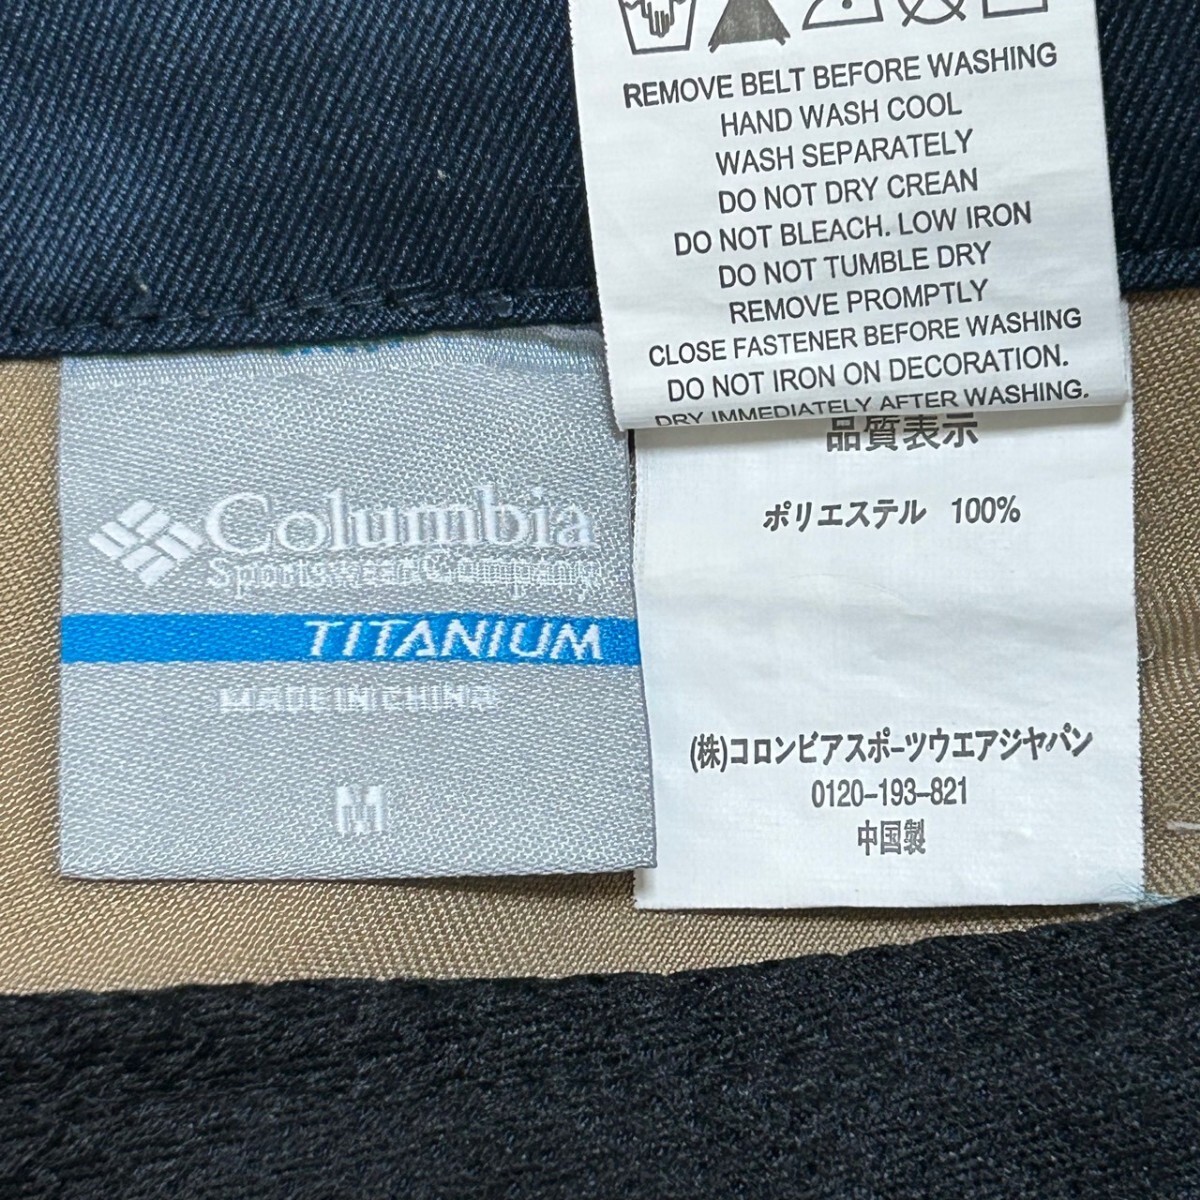 REMOVE BELT BEFORE WASHING
HAND WASH COOL
WASH SEPARATELY
DO NOT DRY CREAN
DO NOT BLEACH. LOW IRON
DO NOT TUMBLE DRY
REMOVE PROMPTLY
CLOSE FASTENER BEFORE WASHING
DO NOT IRON ON DECORATION.
DRY IMMEDIATELY AFTER WASHING.
品質表示
ポリエステル 100%
(株)コロンビアスポーツウエアジヤパン
0120-193-821
中国製
Columbia
Sportswear Company
TITANIUM
MADE IN CHINA
M